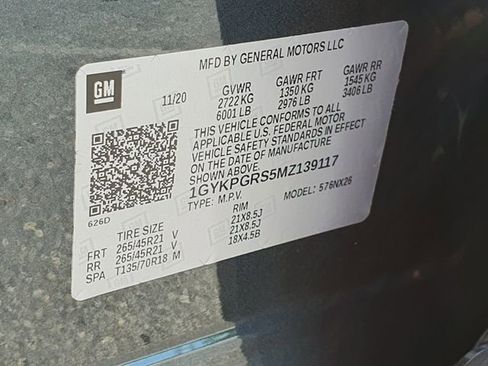 MFD BY GENERAL MOTORS LLC
GM
11/20
GVWR GAWR FRT GAWR RR
2722 KG 1350 KG 1545 KG
6001 LB 2976 LB 3406 LB
THIS VEHICLE CONFORMS TO ALL
APPLICABLE U.S. FEDERAL MOTOR
VEHICLE SAFETY STANDARDS IN EFFECT
ON THE DATE OF MANUFACTURE
SHOWN ABOVE.
1GYKPGRS5MZ139117
TYPE: M.P.V. MODEL: 576NX26
626D
TIRE SIZE RIM
FRT 265/45R21 V 21X8.5J
RR 265/45R21 V 21X8.5J
SPA T135/70R18 M 18X4.5B